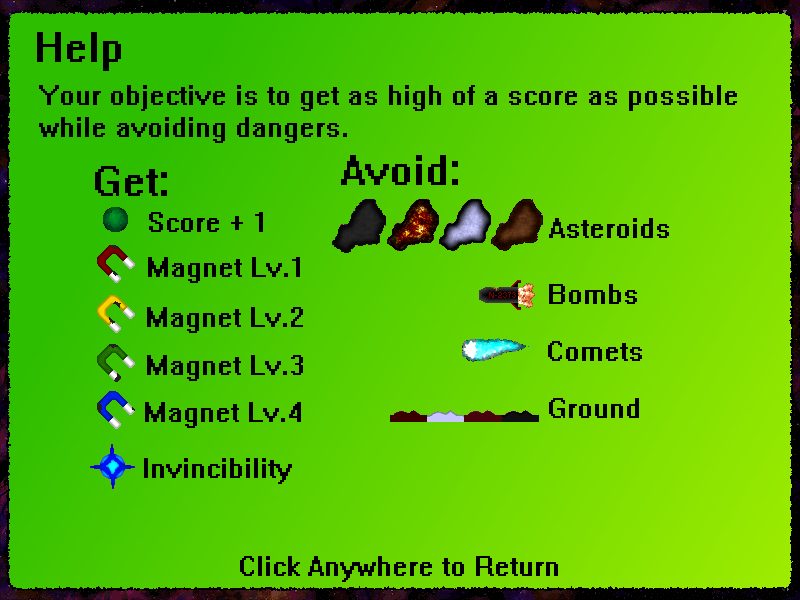 Help
Your objective is to get as high of a score as possible
while avoiding dangers.
Get:
Score + 1
Magnet Lv.1
Magnet Lv.2
Magnet Lv.3
Magnet Lv.4
Invincibility
Avoid:
Asteroids
Bombs
Comets
Ground
Click Anywhere to Return